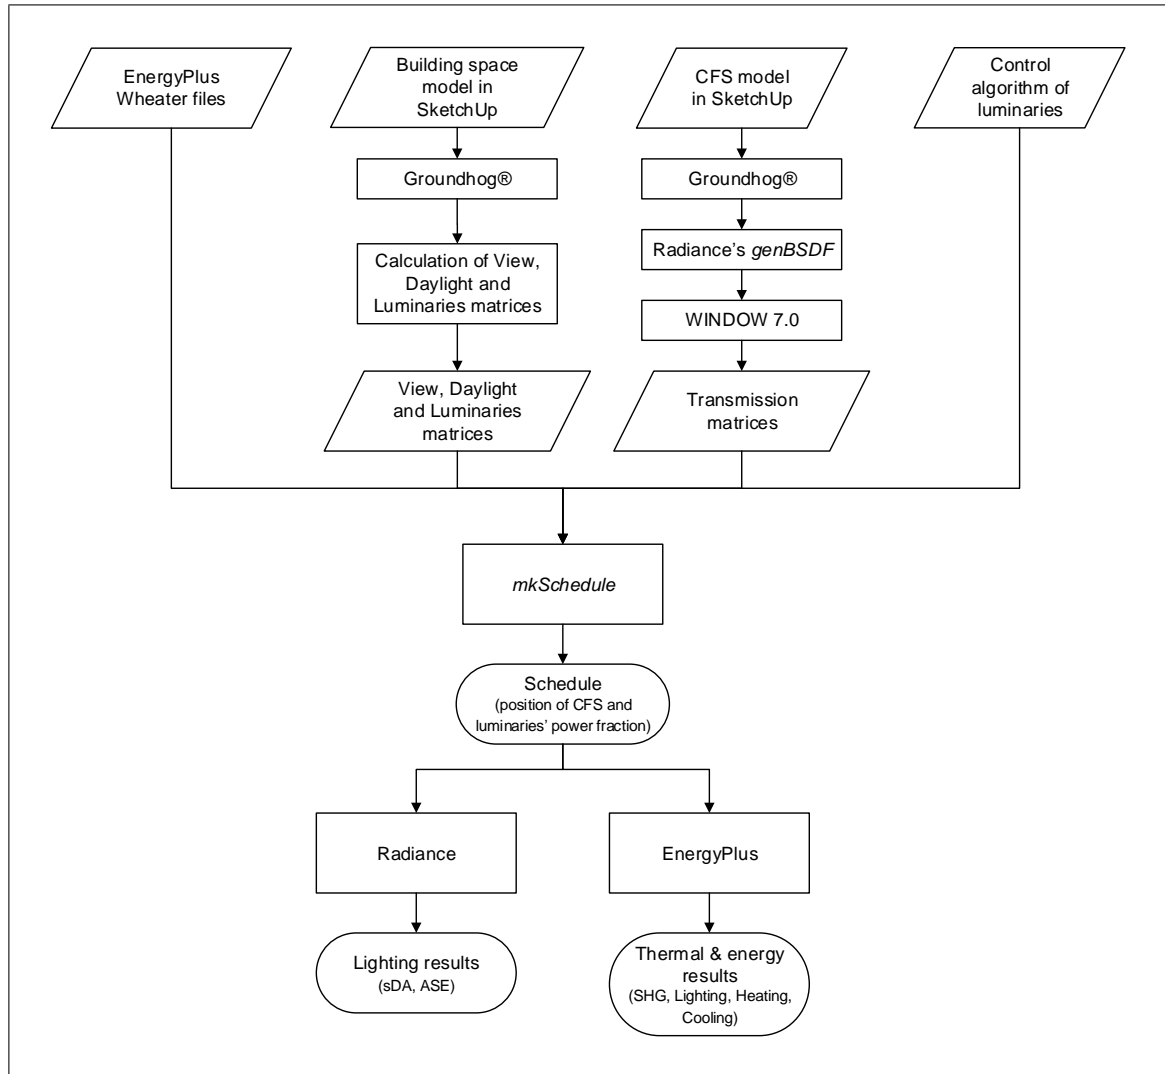 EnergyPlus
Wheater files
Building space
model in
SketchUp
CFS model
in SketchUp
Control
algorithm of
luminaries
Groundhog®
Groundhog®
Radiance's genBSDF
Calculation of View,
Daylight and
Luminaries matrices
WINDOW 7.0
View, Daylight
and Luminaries
matrices
Transmission
matrices
mkSchedule
Schedule
(position of CFS and
luminaries' power fraction)
Radiance
EnergyPlus
Lighting results
(sDA, ASE)
Thermal & energy
results
(SHG, Lighting, Heating,
Cooling)